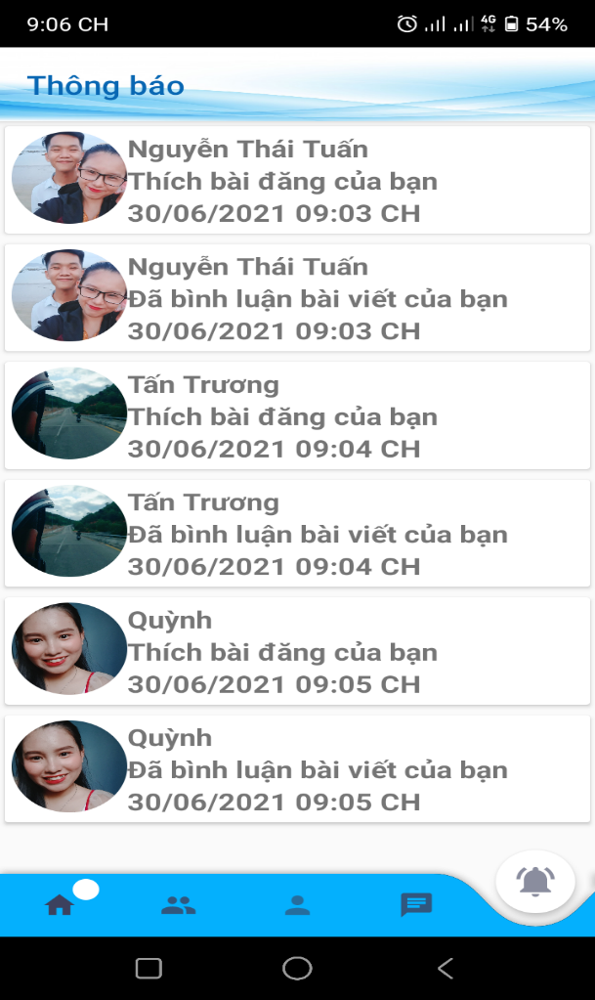 9:06 CH
4G
54%
Thông báo
Nguyễn Thái Tuấn
Thích bài đăng của bạn
30/06/2021 09:03 CH
Nguyễn Thái Tuấn
Đã bình luận bài viết của bạn
30/06/2021 09:03 CH
Tấn Trương
Thích bài đăng của bạn
30/06/2021 09:04 CH
Tấn Trương
Đã bình luận bài viết của bạn
30/06/2021 09:04 CH
Quỳnh
Thích bài đăng của bạn
30/06/2021 09:05 CH
Quỳnh
Đã bình luận bài viết của bạn
30/06/2021 09:05 CH